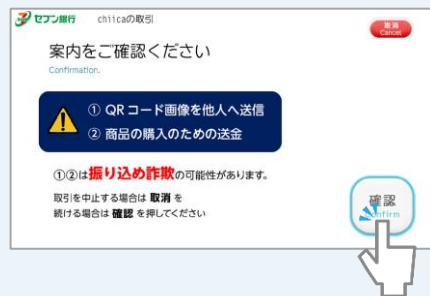 セブン銀行 chiicaの取引
取消
Cancel
案内をご確認ください
Confirmation.
① QRコード画像を他人へ送信
② 商品の購入のための送金
①②は振り込め詐欺の可能性があります。
取引を中止する場合は 取消 を
続ける場合は 確認 を押してください
確認
Confirm